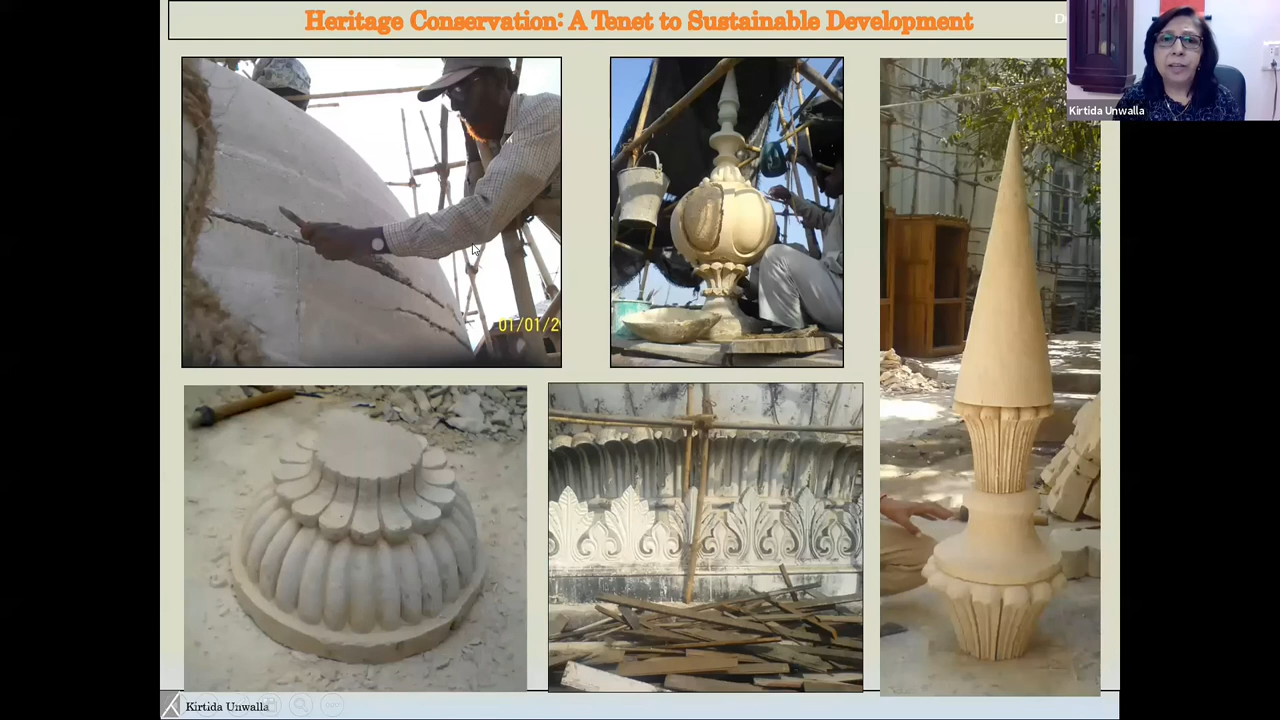 Heritage Conservation: A Tenet to Sustainable Development
Kirtida Unwalla
01/01/2
Kirtida Unwalla